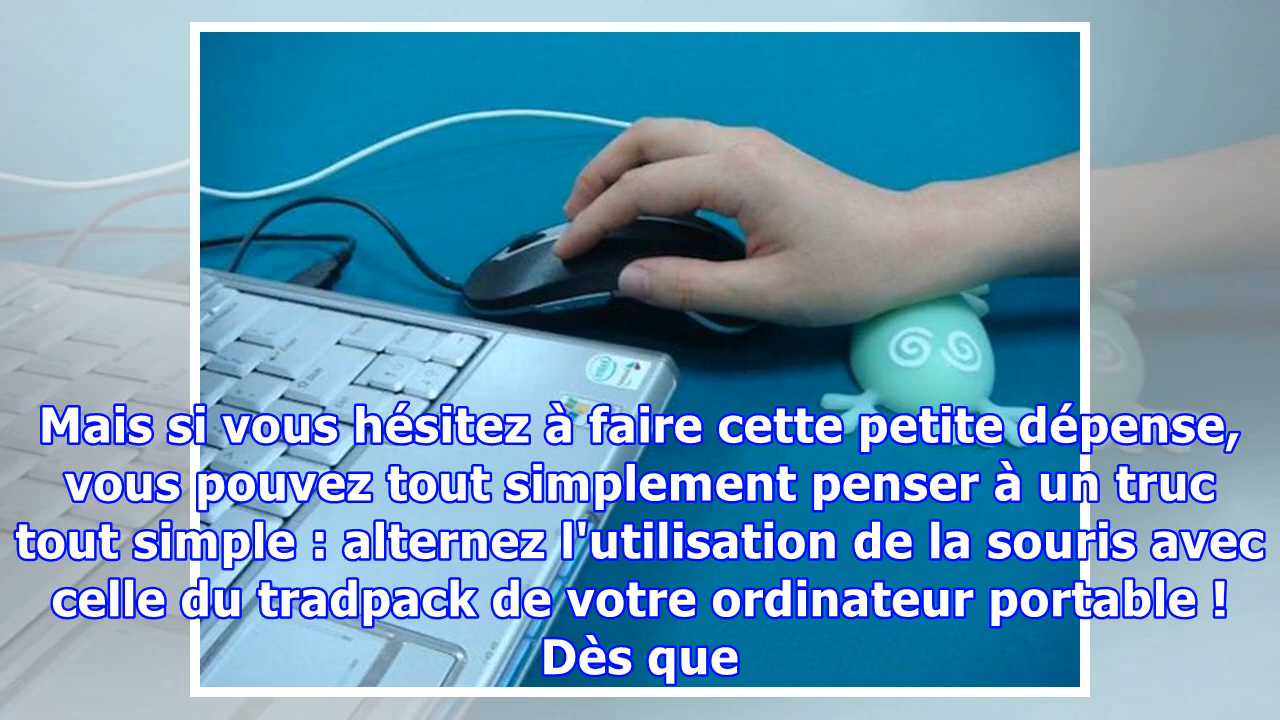 Mais si vous hésitez à faire cette petite dépense,
vous pouvez tout simplement penser à un truc
tout simple : alternez l'utilisation de la souris avec
celle du tradpack de votre ordinateur portable !
Dès que